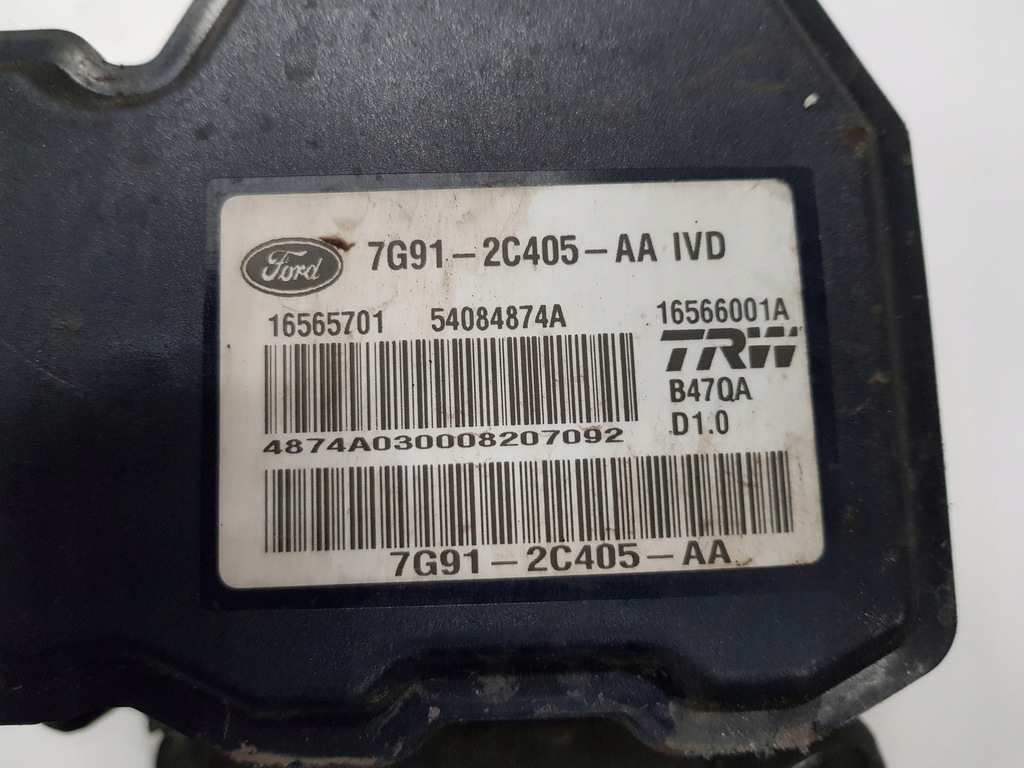 Ford 7G91-2C405-AA IVD
16565701 54084874A 16566001A
TRW
B47QA
D1.0
4874A030008207092
7G91-2C405-AA